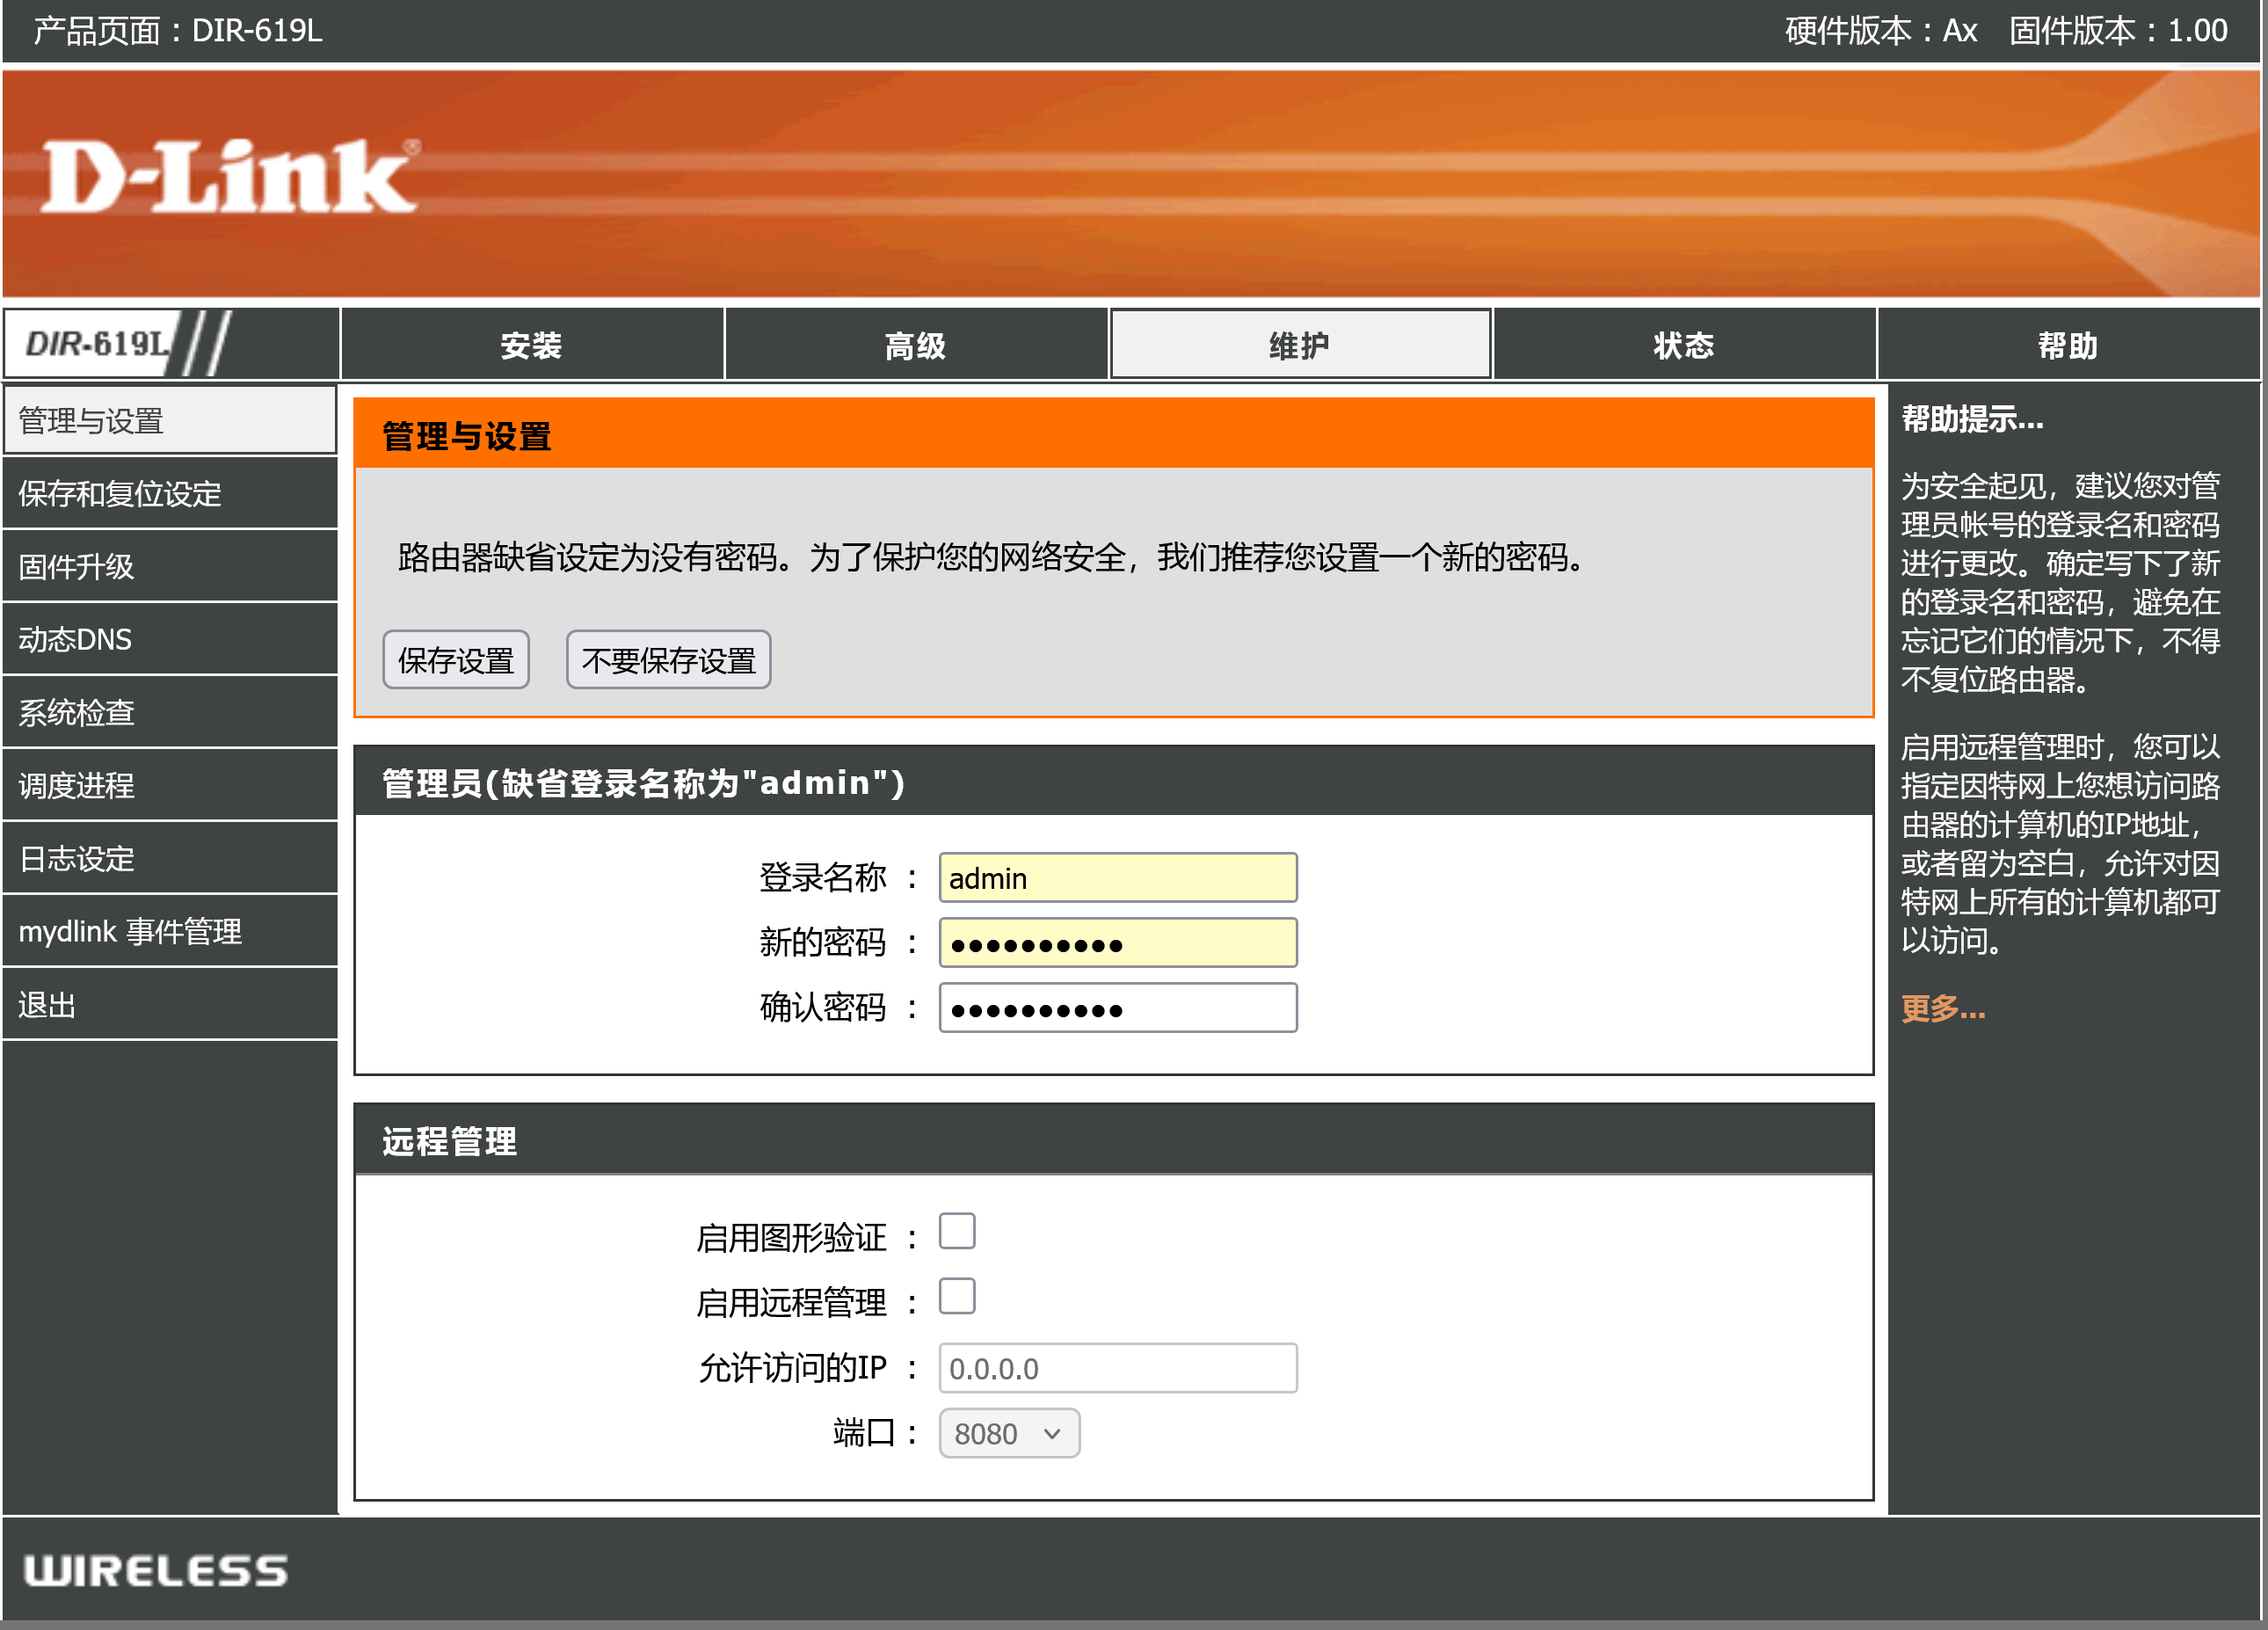 产品页面：DIR-619L
硬件版本：Ax 固件版本：1.00
D-Link®
DIR-619L
安装
高级
维护
状态
帮助
管理与设置
保存和复位设定
固件升级
动态DNS
系统检查
调度进程
日志设定
mydlink 事件管理
退出
管理与设置
路由器缺省设定为没有密码。为了保护您的网络安全，我们推荐您设置一个新的密码。
保存设置
不要保存设置
管理员(缺省登录名称为"admin")
登录名称 ： admin
新的密码 ： ●●●●●●●●●●
确认密码 ： ●●●●●●●●●●
远程管理
启用图形验证 ：
启用远程管理 ：
允许访问的IP ： 0.0.0.0
端口： 8080
帮助提示...
为安全起见，建议您对管
理员帐号的登录名和密码
进行更改。确定写下了新
的登录名和密码，避免在
忘记它们的情况下，不得
不复位路由器。
启用远程管理时，您可以
指定因特网上您想访问路
由器的计算机的IP地址，
或者留为空白，允许对因
特网上所有的计算机都可
以访问。
更多...
WIRELESS